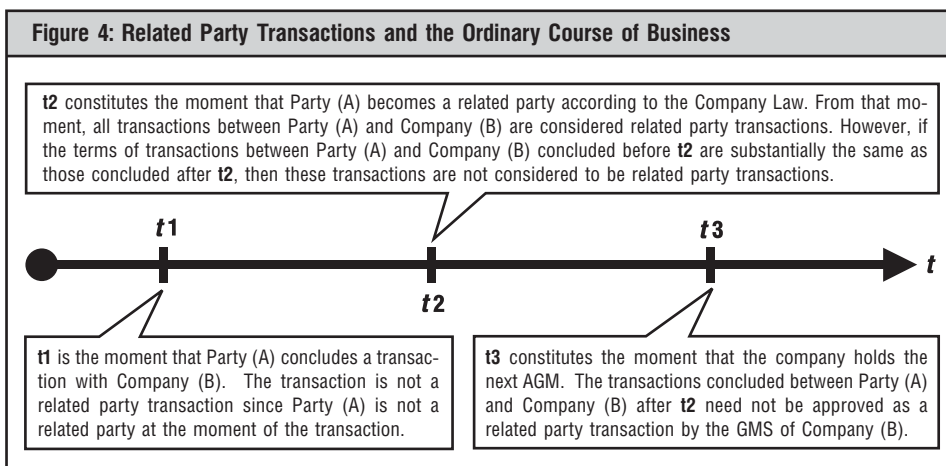 Figure 4: Related Party Transactions and the Ordinary Course of Business
t2 constitutes the moment that Party (A) becomes a related party according to the Company Law. From that mo-
ment, all transactions between Party (A) and Company (B) are considered related party transactions. However, if
the terms of transactions between Party (A) and Company (B) concluded before t2 are substantially the same as
those concluded after t2, then these transactions are not considered to be related party transactions.
t1
t3
t
t2
t1 is the moment that Party (A) concludes a transac-
tion with Company (B). The transaction is not a
related party transaction since Party (A) is not a
related party at the moment of the transaction.
t3 constitutes the moment that the company holds the
next AGM. The transactions concluded between Party (A)
and Company (B) after t2 need not be approved as a
related party transaction by the GMS of Company (B).